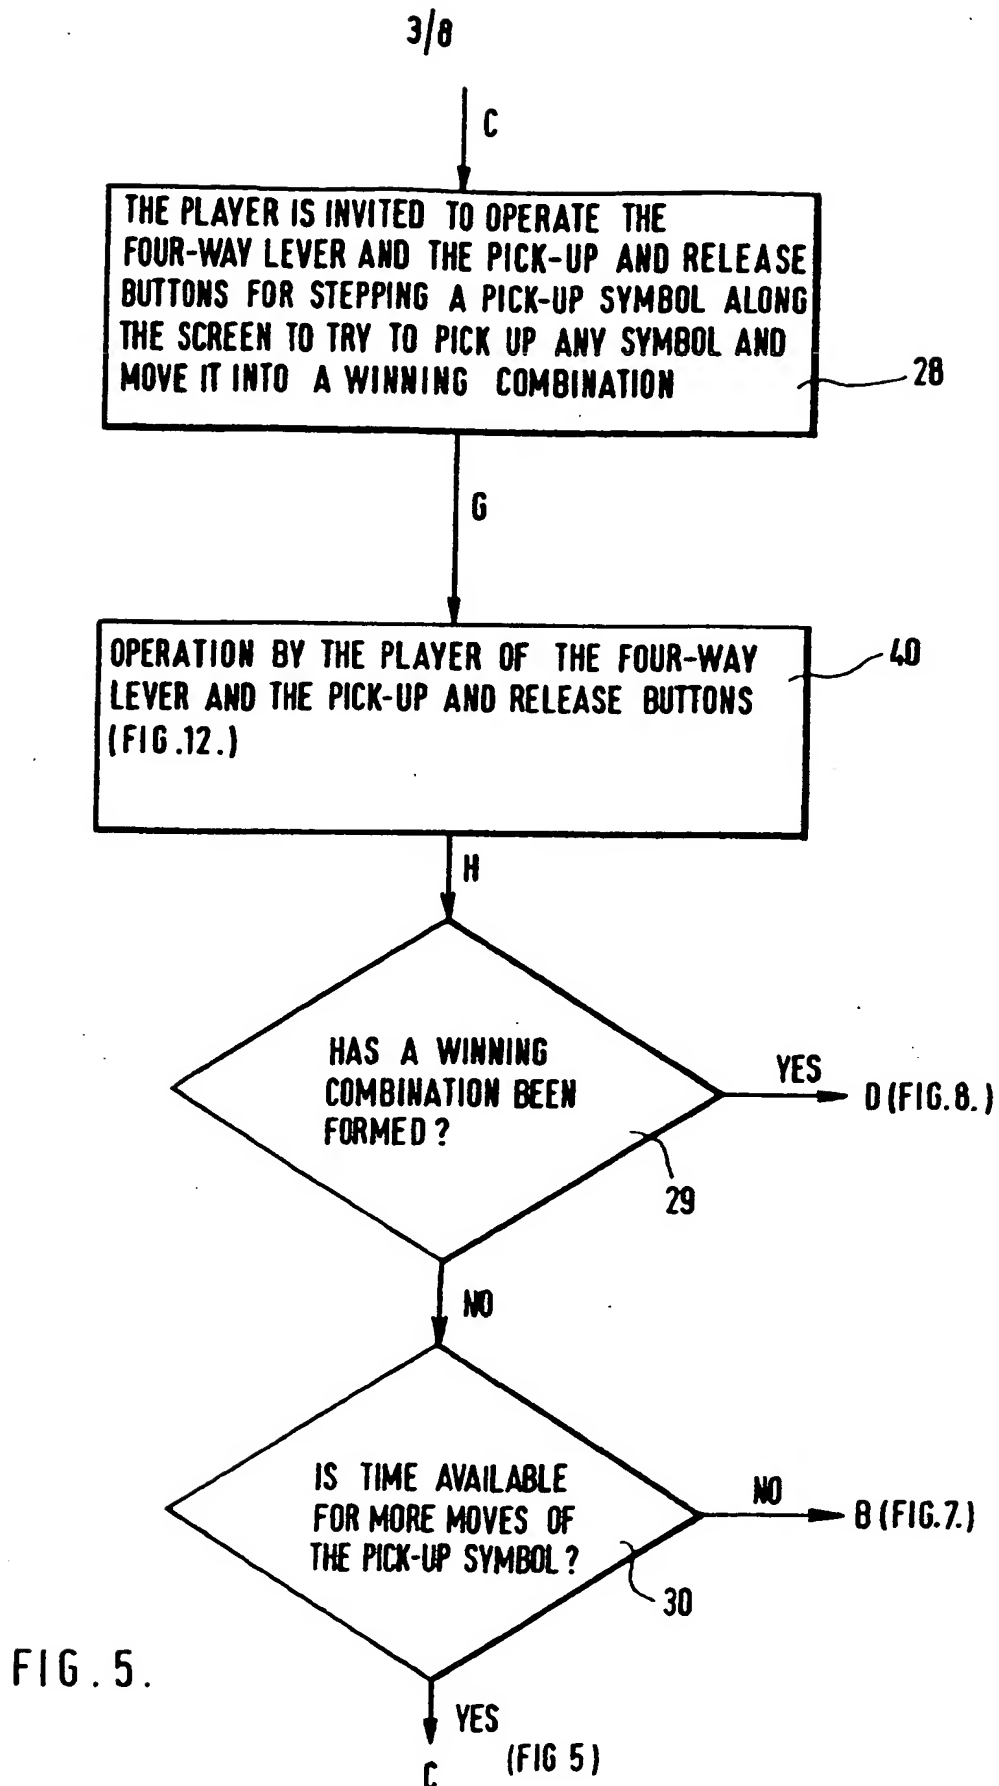 3/8
C
THE PLAYER IS INVITED TO OPERATE THE
FOUR-WAY LEVER AND THE PICK-UP AND RELEASE
BUTTONS FOR STEPPING A PICK-UP SYMBOL ALONG
THE SCREEN TO TRY TO PICK UP ANY SYMBOL AND
MOVE IT INTO A WINNING COMBINATION
28
G
OPERATION BY THE PLAYER OF THE FOUR-WAY
LEVER AND THE PICK-UP AND RELEASE BUTTONS
(FIG.12.)
40
H
HAS A WINNING
COMBINATION BEEN
FORMED?
YES
D (FIG.8.)
29
NO
IS TIME AVAILABLE
FOR MORE MOVES OF
THE PICK-UP SYMBOL?
NO
B (FIG.7.)
30
FIG. 5.
YES
(FIG 5)
C